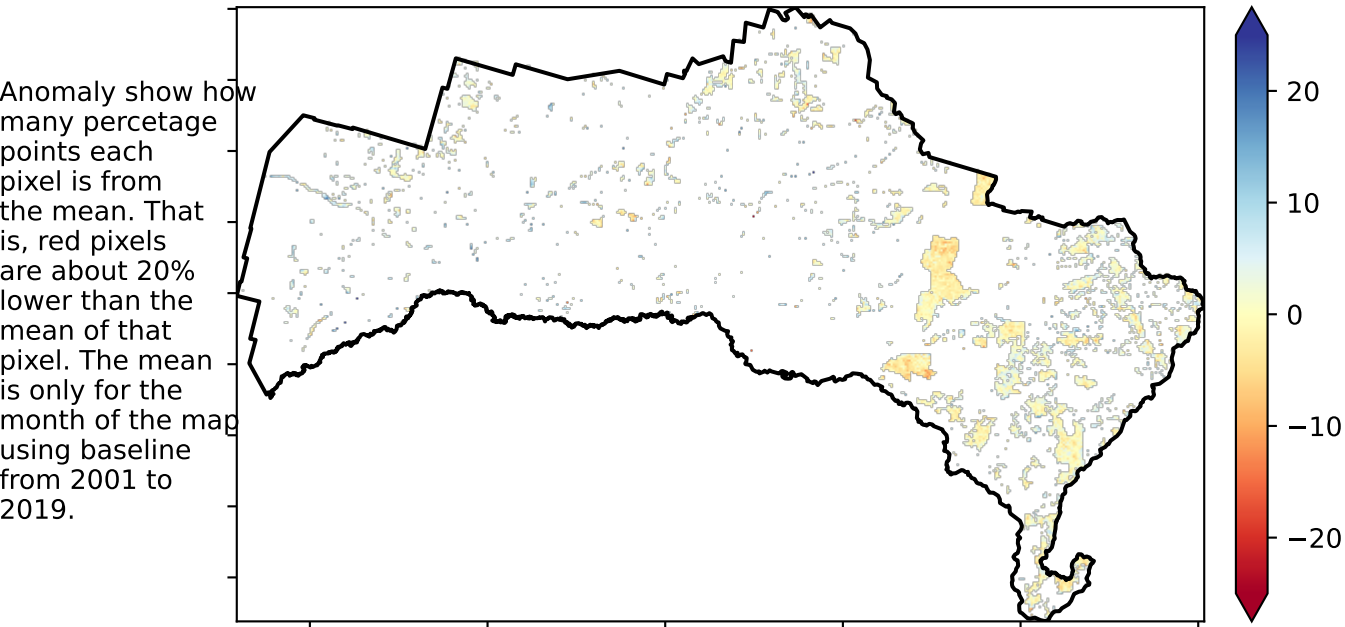 Anomaly show how
many percetage
points each
pixel is from
the mean. That
is, red pixels
are about 20%
lower than the
mean of that
pixel. The mean
is only for the
month of the map
using baseline
from 2001 to
2019.
20
10
0
−10
−20